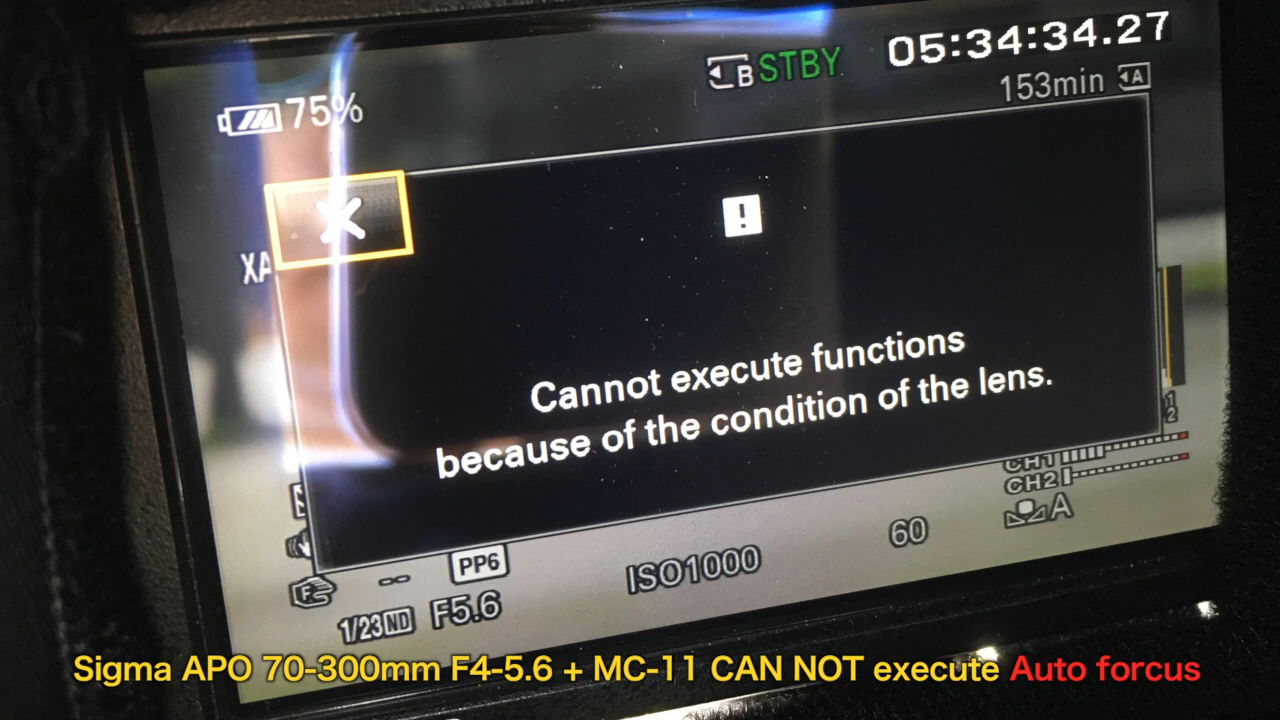 75%
B STBY
05:34:34.27
153min A
XA
!
Cannot execute functions
because of the condition of the lens.
1
2
CH1
CH2
A
60
ISO1000
PP6
--
F
1/23 ND
F5.6
Sigma APO 70-300mm F4-5.6 + MC-11 CAN NOT execute Auto forcus